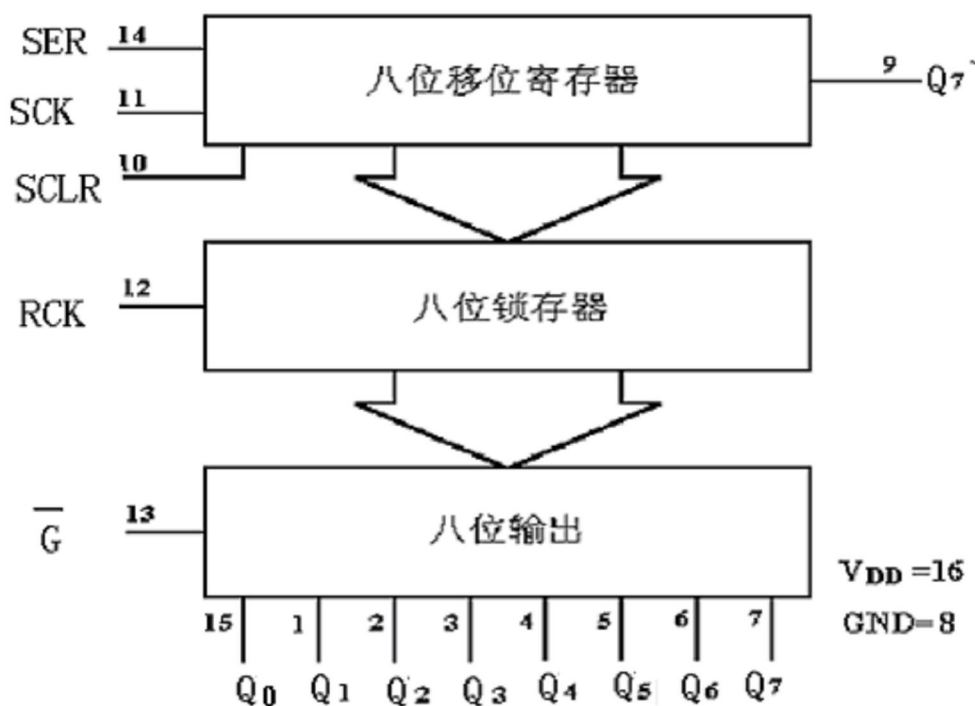 SER 14
八位移位寄存器
9 Q7`
SCK 11
10
SCLR
RCK 12
八位锁存器
G̅ 13
八位输出
VDD =16
GND=8
15 1 2 3 4 5 6 7
Q0 Q1 Q2 Q3 Q4 Q5 Q6 Q7